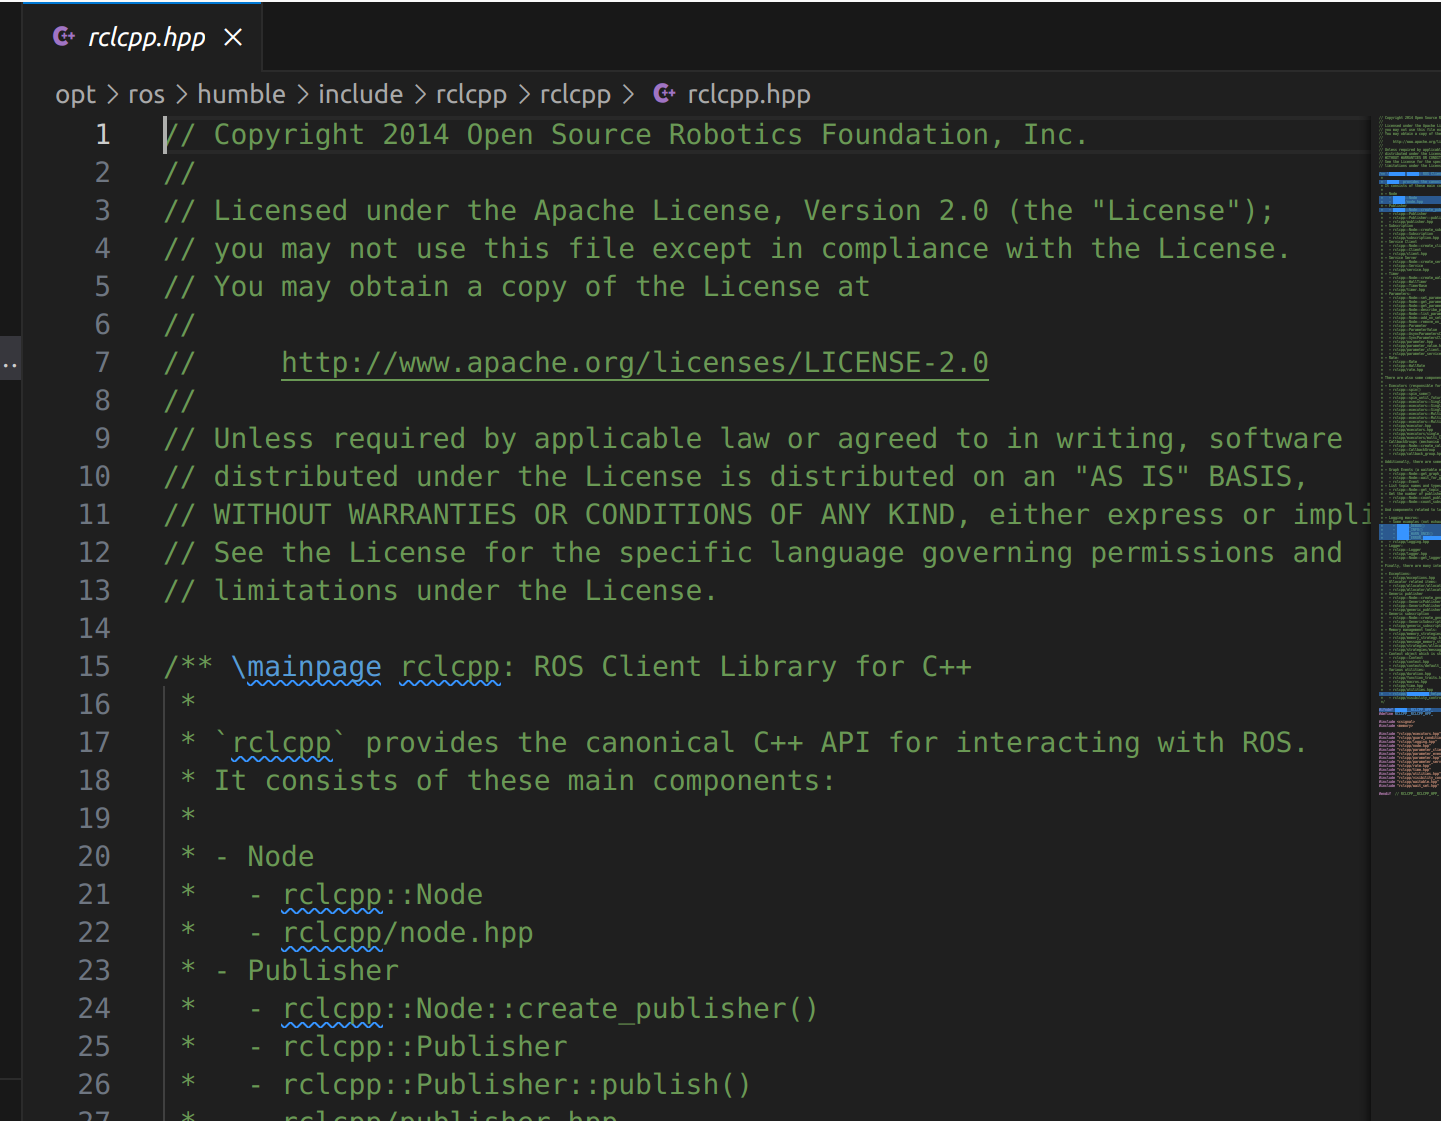 rclcpp.hpp
opt > ros > humble > include > rclcpp > rclcpp > rclcpp.hpp
1 // Copyright 2014 Open Source Robotics Foundation, Inc.
2 //
3 // Licensed under the Apache License, Version 2.0 (the "License");
4 // you may not use this file except in compliance with the License.
5 // You may obtain a copy of the License at
6 //
7 //     http://www.apache.org/licenses/LICENSE-2.0
8 //
9 // Unless required by applicable law or agreed to in writing, software
10 // distributed under the License is distributed on an "AS IS" BASIS,
11 // WITHOUT WARRANTIES OR CONDITIONS OF ANY KIND, either express or impli
12 // See the License for the specific language governing permissions and
13 // limitations under the License.
14
15 /** \mainpage rclcpp: ROS Client Library for C++
16  *
17  * `rclcpp` provides the canonical C++ API for interacting with ROS.
18  * It consists of these main components:
19  *
20  * - Node
21  *   - rclcpp::Node
22  *   - rclcpp/node.hpp
23  * - Publisher
24  *   - rclcpp::Node::create_publisher()
25  *   - rclcpp::Publisher
26  *   - rclcpp::Publisher::publish()
27  *   - rclcpp/publisher.hpp